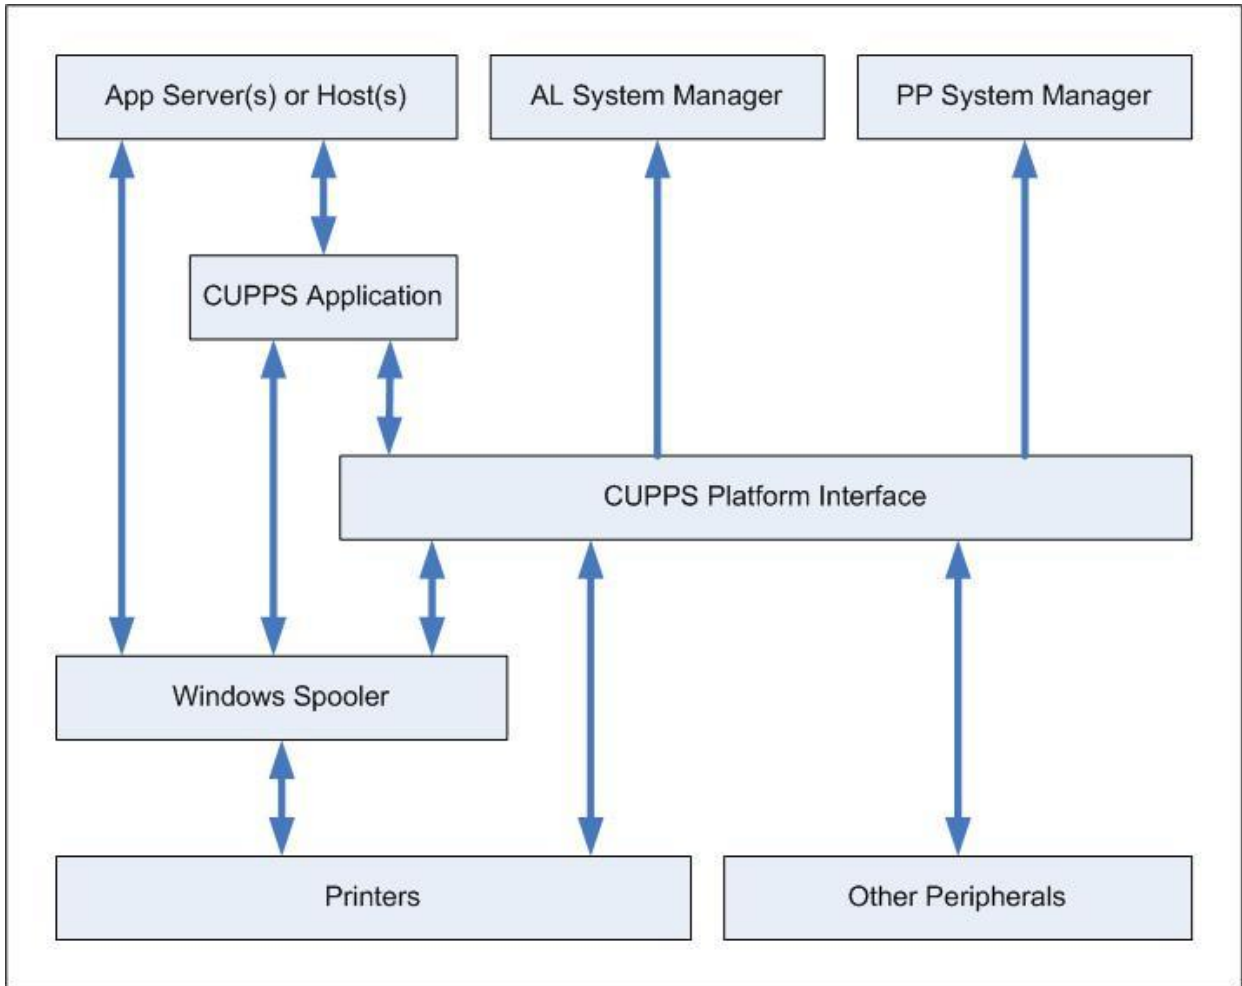 App Server(s) or Host(s)
AL System Manager
PP System Manager
CUPPS Application
CUPPS Platform Interface
Windows Spooler
Printers
Other Peripherals